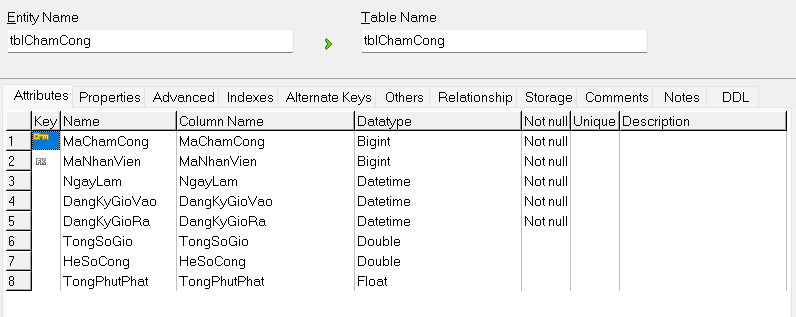 Entity Name Table Name
tblChamCong tblChamCong
Attributes Properties Advanced Indexes Alternate Keys Others Relationship Storage Comments Notes DDL
Key Name Column Name Datatype Not null Unique Description
1 MaChamCong MaChamCong Bigint Not null
2 FK MaNhanVien MaNhanVien Bigint Not null
3 NgayLam NgayLam Datetime Not null
4 DangKyGioVao DangKyGioVao Datetime Not null
5 DangKyGioRa DangKyGioRa Datetime Not null
6 TongSoGio TongSoGio Double
7 HeSoCong HeSoCong Double
8 TongPhutPhat TongPhutPhat Float